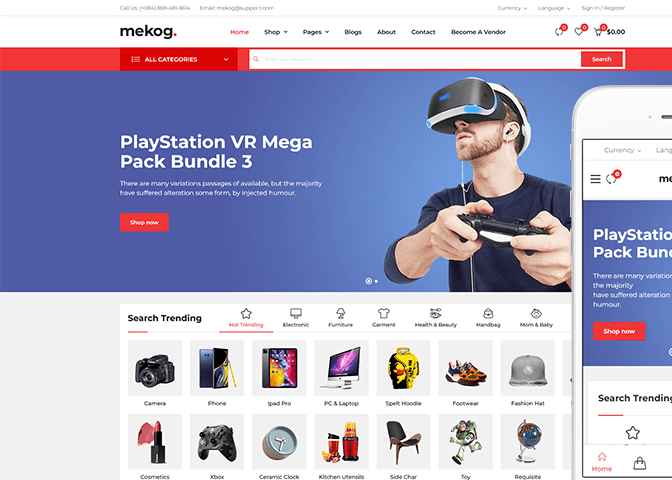 Call Us: (+084) 859-481-3614 Email: mekog@support.com Currency Language Sign In / Register
mekog. Home Shop Pages Blogs About Contact Become A Vendor 0 0 0 $0.00
ALL CATEGORIES Enter your keyword... Search
PlayStation VR Mega
Pack Bundle 3
There are many variations passages of available, but the majority
have suffered alteration some form, by injected humour.
Shop now
Search Trending
Hot Trending Electronic Furniture Garment Health & Beauty Handbag Mom & Baby
Camera Phone Ipad Pro PC & Laptop Spelt Hoodie Footwear Fashion Hat
Cosmetics Xbox Ceramic Clock Kitchen Utensils Side Char Toy Requisite
Currency Lang
0 me
PlayStation
Pack Bund
There are many variation
the majority
have suffered alteration
humour.
Shop now
Search Trending
Home